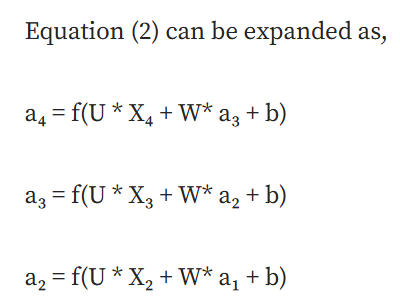 Equation (2) can be expanded as,
a₄ = f(U * X₄ + W* a₃ + b)
a₃ = f(U * X₃ + W* a₂ + b)
a₂ = f(U * X₂ + W* a₁ + b)